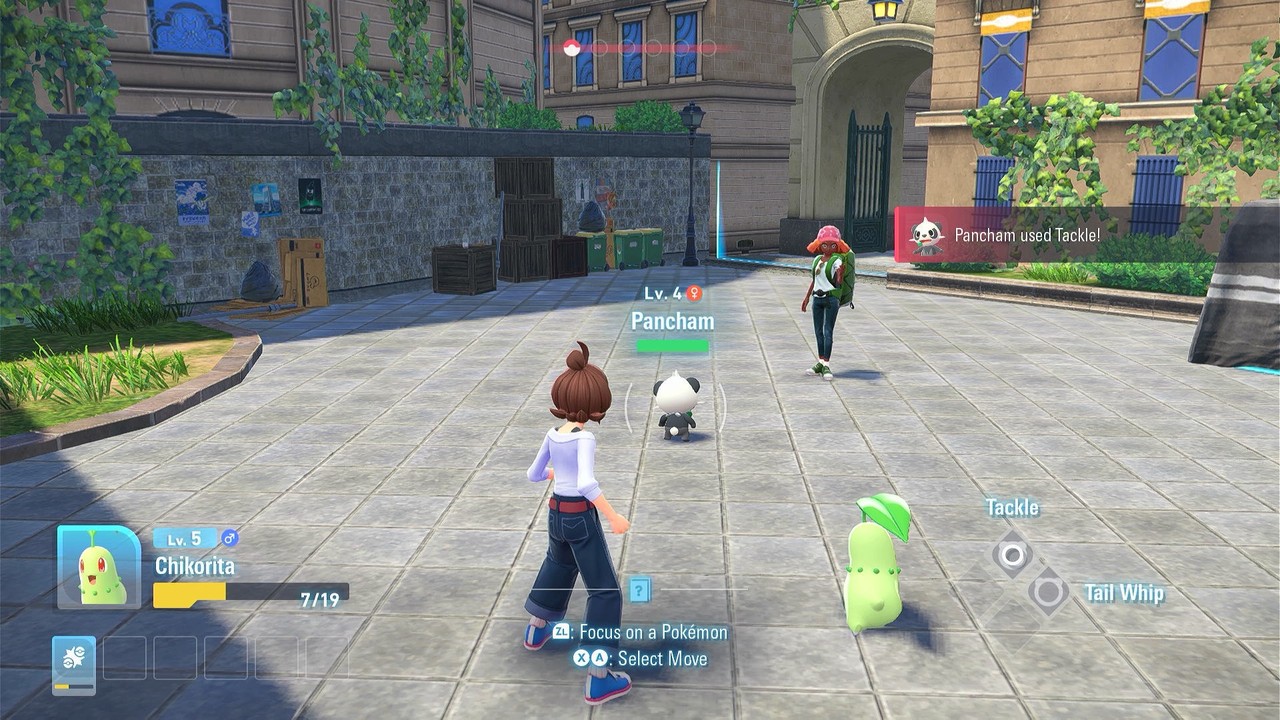 Pancham used Tackle!
Lv. 4 ♀
Pancham
Tackle
Lv. 5 ♂
Chikorita
7/19
?
Tail Whip
ZL: Focus on a Pokémon
X A: Select Move